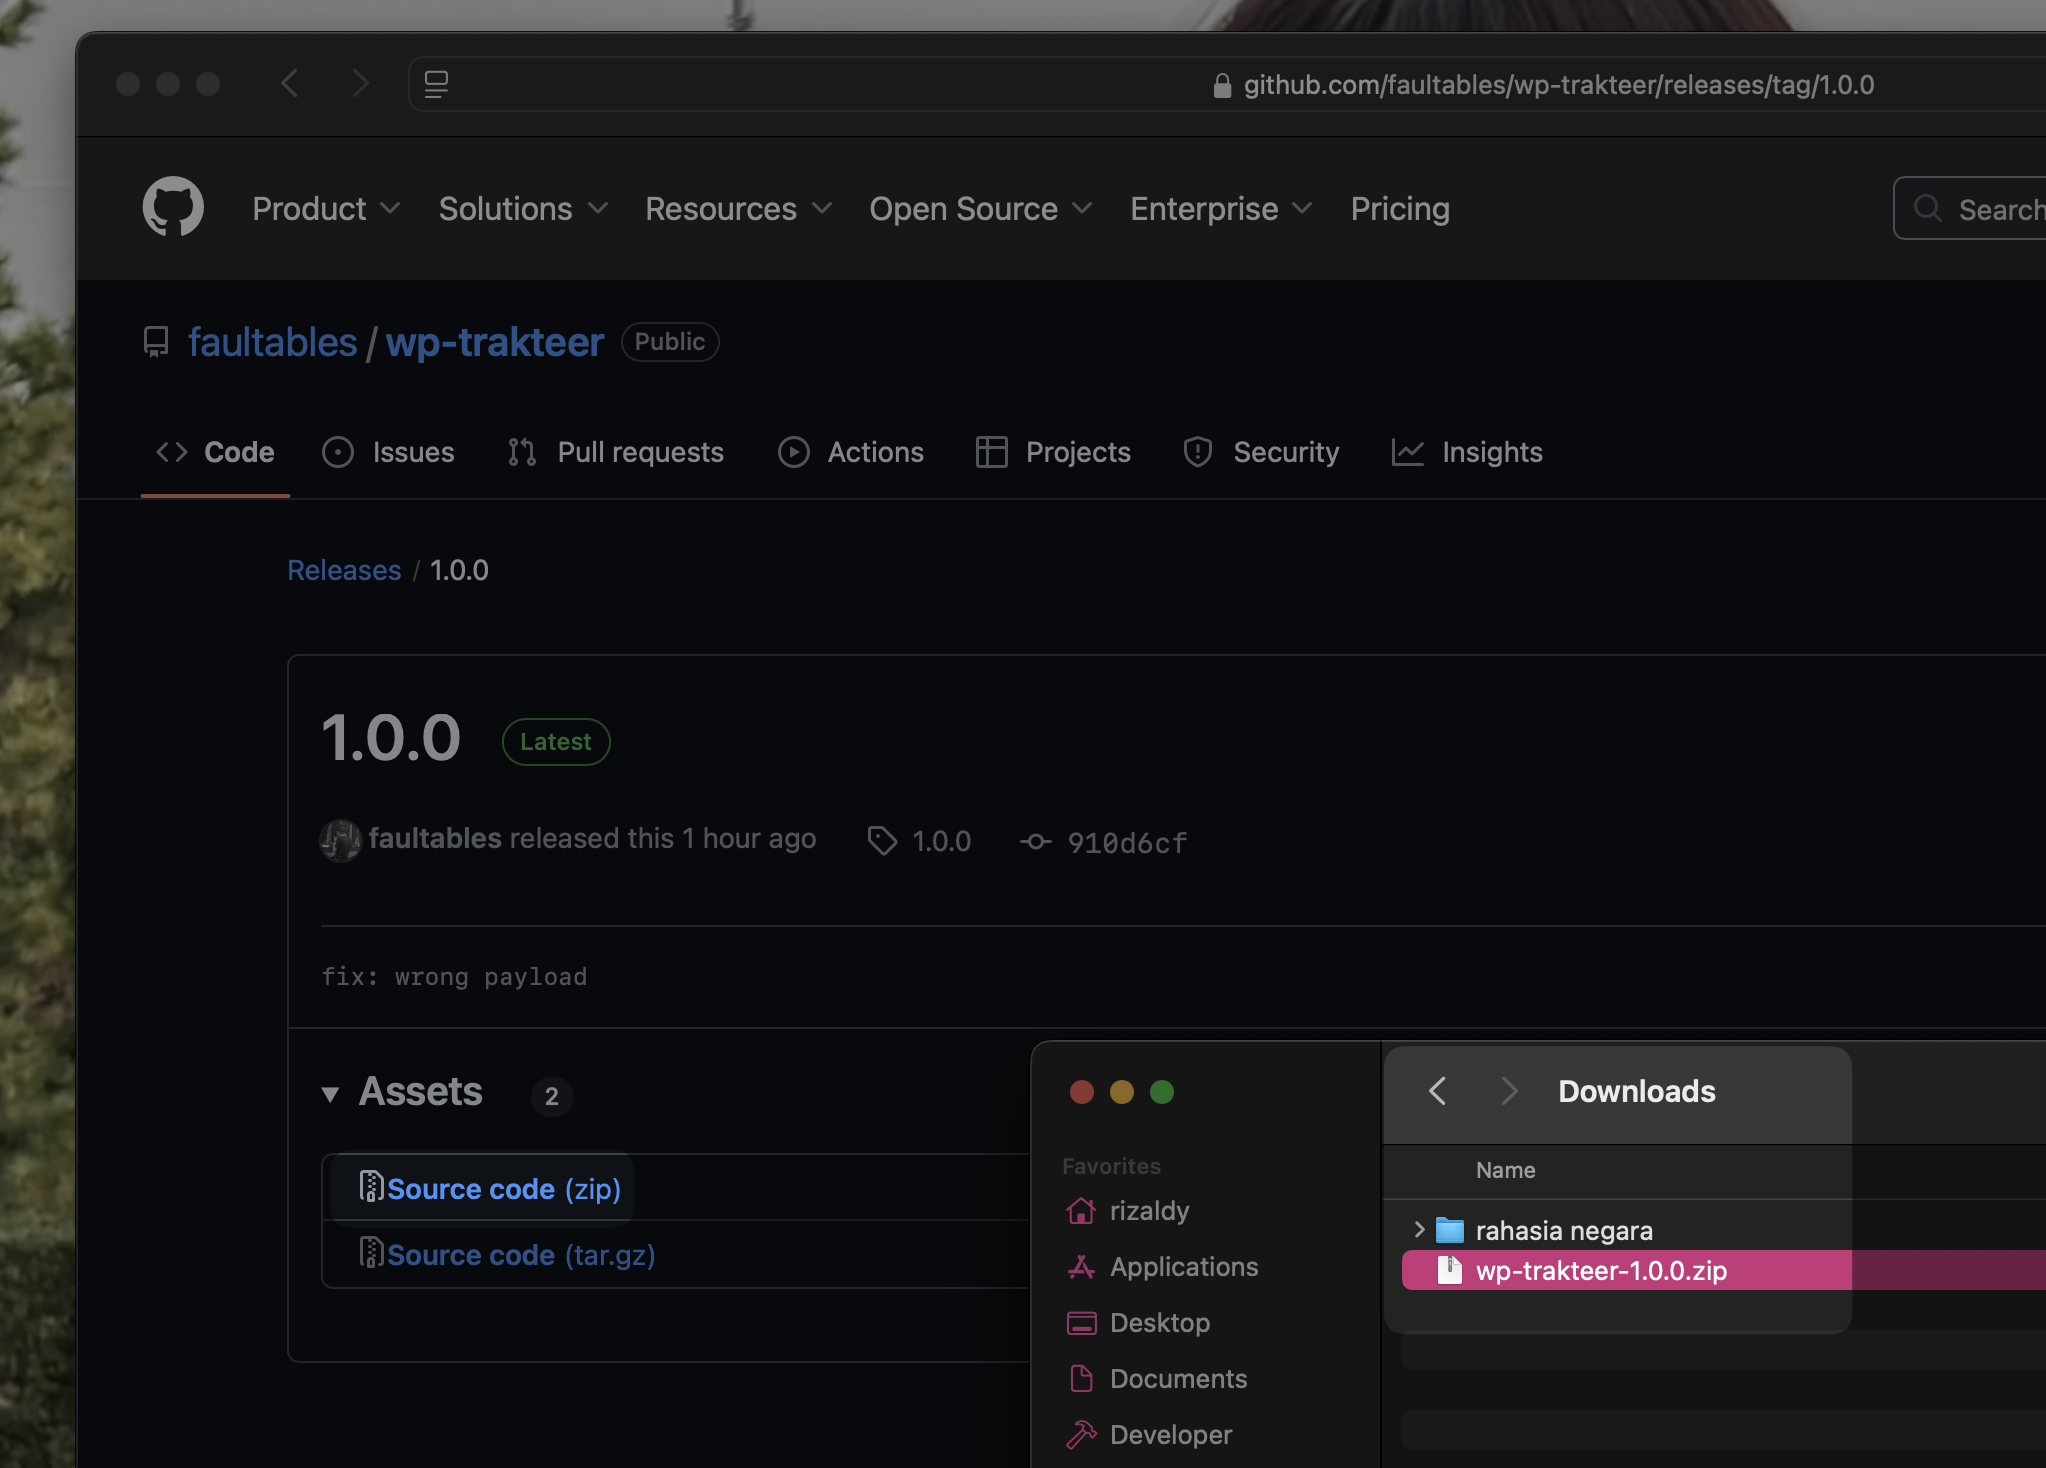 github.com/faultables/wp-trakteer/releases/tag/1.0.0
Product Solutions Resources Open Source Enterprise Pricing
Search
faultables / wp-trakteer Public
Code Issues Pull requests Actions Projects Security Insights
Releases / 1.0.0
1.0.0 Latest
faultables released this 1 hour ago 1.0.0 910d6cf
fix: wrong payload
Assets 2
Source code (zip)
Source code (tar.gz)
Downloads
Favorites
rizaldy
Applications
Desktop
Documents
Developer
Name
rahasia negara
wp-trakteer-1.0.0.zip